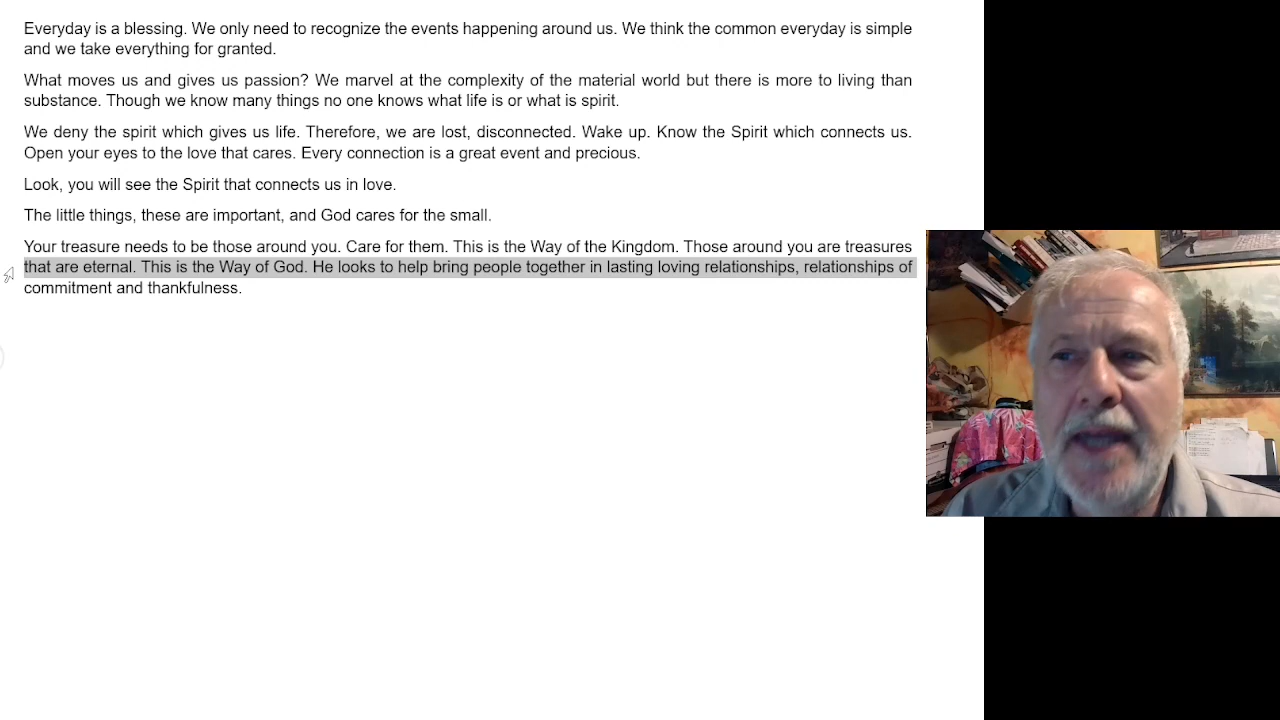 Everyday is a blessing. We only need to recognize the events happening around us. We think the common everyday is simple
and we take everything for granted.
What moves us and gives us passion? We marvel at the complexity of the material world but there is more to living than
substance. Though we know many things no one knows what life is or what is spirit.
We deny the spirit which gives us life. Therefore, we are lost, disconnected. Wake up. Know the Spirit which connects us.
Open your eyes to the love that cares. Every connection is a great event and precious.
Look, you will see the Spirit that connects us in love.
The little things, these are important, and God cares for the small.
Your treasure needs to be those around you. Care for them. This is the Way of the Kingdom. Those around you are treasures
that are eternal. This is the Way of God. He looks to help bring people together in lasting loving relationships, relationships of
commitment and thankfulness.